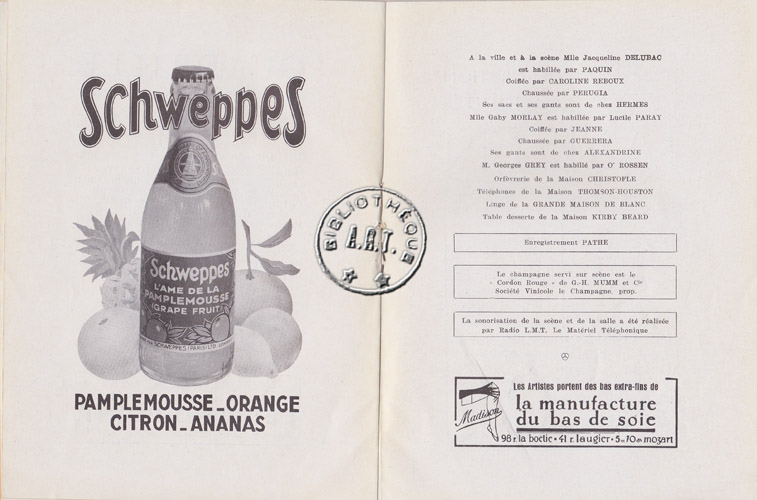 Schweppes
Schweppes
L'AME DE LA
PAMPLEMOUSSE
(GRAPE FRUIT)
SCHWEPPES (PARIS) LTD
PAMPLEMOUSSE_ORANGE
CITRON_ANANAS
BIBLIOTHÈQUE
A.R.T.
A la ville et à la scène Mlle Jacqueline DELUBAC
est habillée par PAQUIN
Coiffée par CAROLINE REBOUX
Chaussée par PERUGIA
Ses sacs et ses gants sont de chez HERMES
Mlle Gaby MORLAY est habillée par Lucile PARAY
Coiffée par JEANNE
Chaussée par GUERRERA
Ses gants sont de chez ALEXANDRINE
M. Georges GREY est habillé par O' ROSSEN
Orfèvrerie de la Maison CHRISTOFLE
Téléphones de la Maison THOMSON-HOUSTON
Linge de la GRANDE MAISON DE BLANC
Table desserte de la Maison KIRBY BEARD
Enregistrement PATHE
Le champagne servi sur scène est le
« Cordon Rouge » de G.-H. MUMM et Cie
Société Vinicole le Champagne, prop.
La sonorisation de la scène et de la salle a été réalisée
par Radio L.M.T. Le Matériel Téléphonique
Les Artistes portent des bas extra-fins de
Madison
la manufacture
du bas de soie
98 r. la boetie • 41 r. laugier • 5 & 70 av. mozart